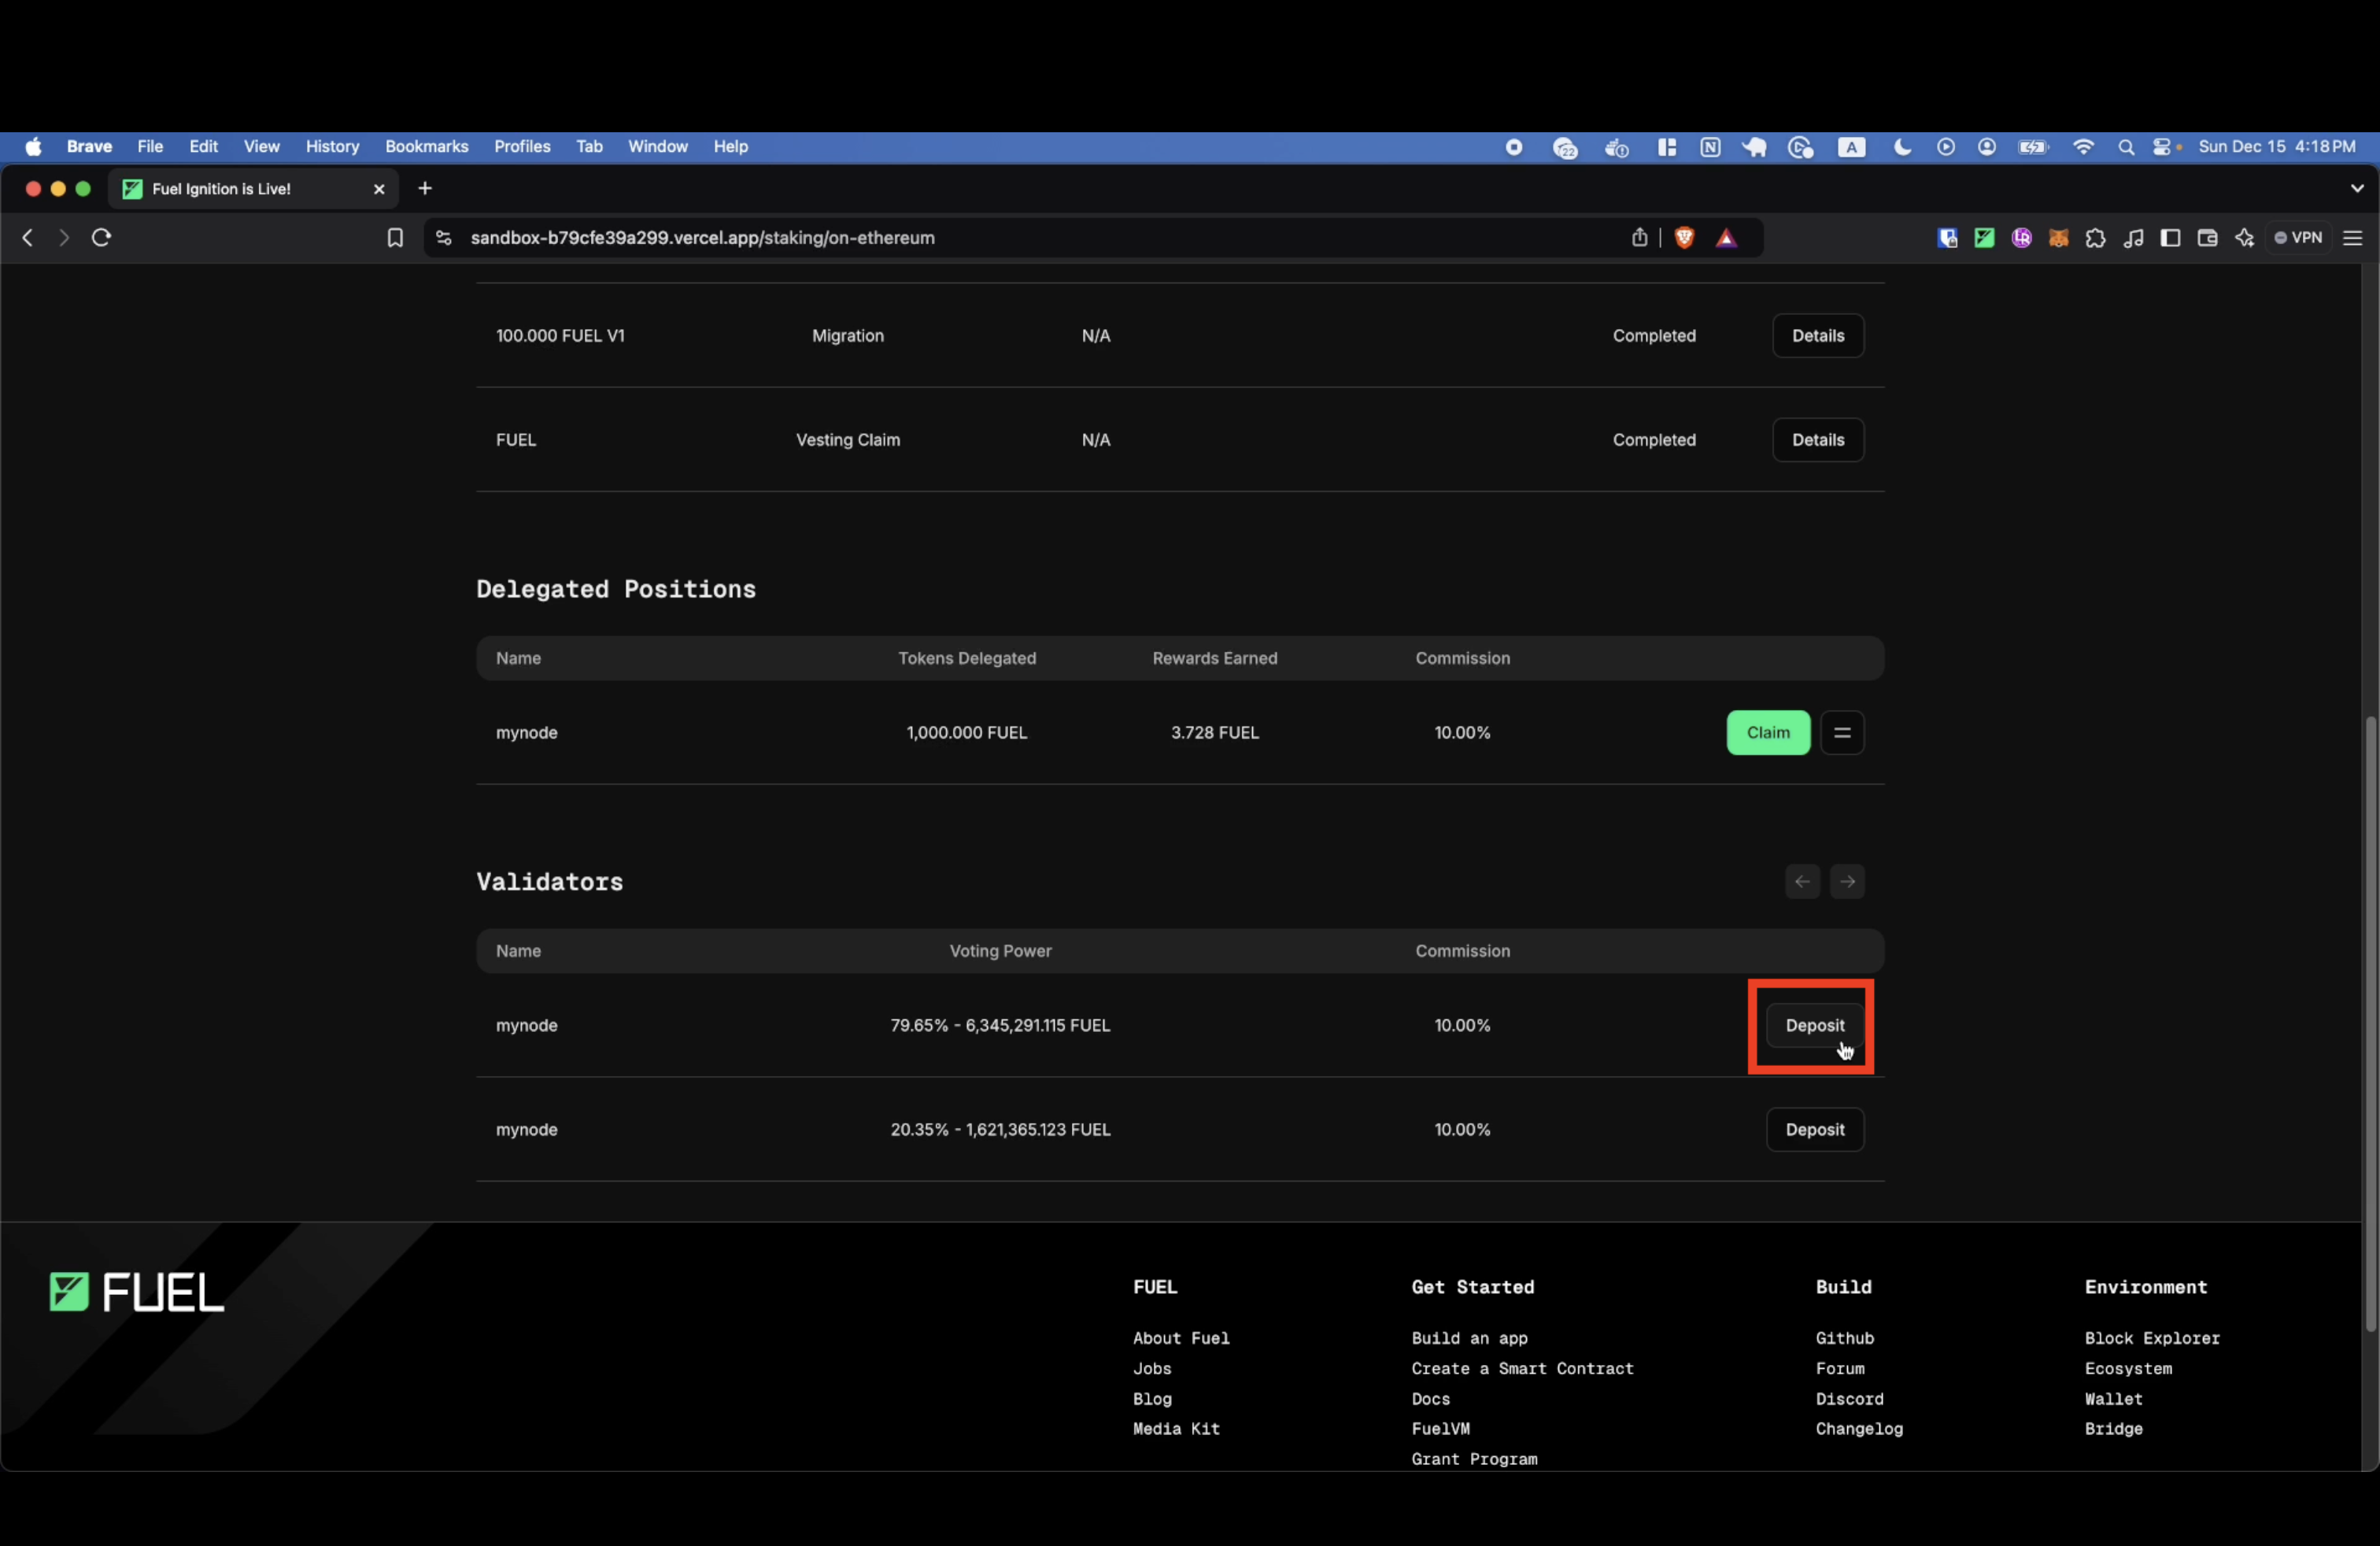 Brave File Edit View History Bookmarks Profiles Tab Window Help 22 A Sun Dec 15 4:18 PM
Fuel Ignition is Live!
sandbox-b79cfe39a299.vercel.app/staking/on-ethereum VPN
100.000 FUEL V1 Migration N/A Completed Details
FUEL Vesting Claim N/A Completed Details
Delegated Positions
Name Tokens Delegated Rewards Earned Commission
mynode 1,000.000 FUEL 3.728 FUEL 10.00% Claim
Validators
Name Voting Power Commission
mynode 79.65% - 6,345,291.115 FUEL 10.00% Deposit
mynode 20.35% - 1,621,365.123 FUEL 10.00% Deposit
FUEL
FUEL Get Started Build Environment
About Fuel Build an app Github Block Explorer
Jobs Create a Smart Contract Forum Ecosystem
Blog Docs Discord Wallet
Media Kit FuelVM Changelog Bridge
Grant Program